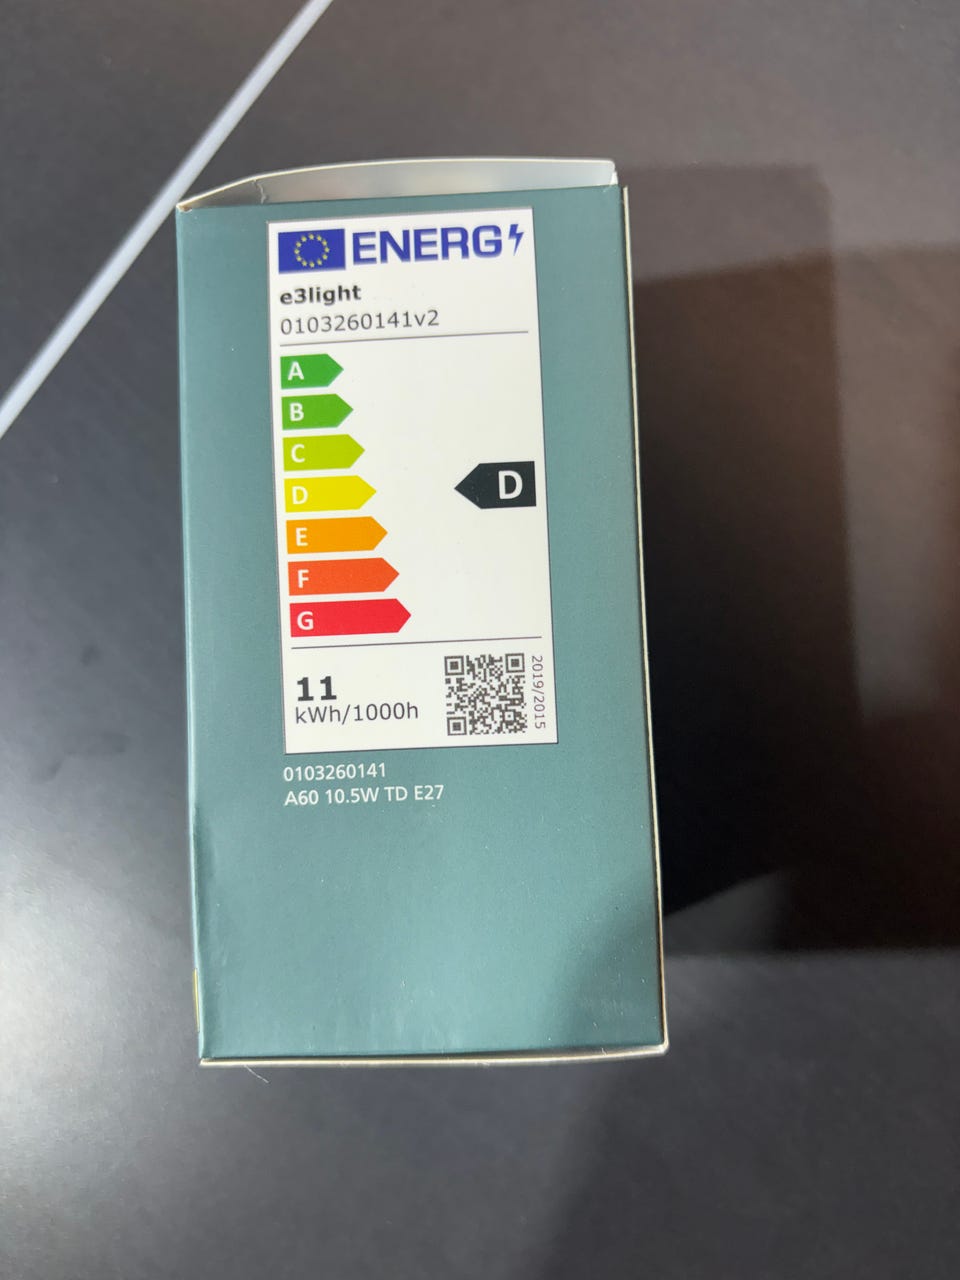 ENERG
e3light
0103260141v2
A
B
C
D
D
E
F
G
11
kWh/1000h
2019/2015
0103260141
A60 10.5W TD E27